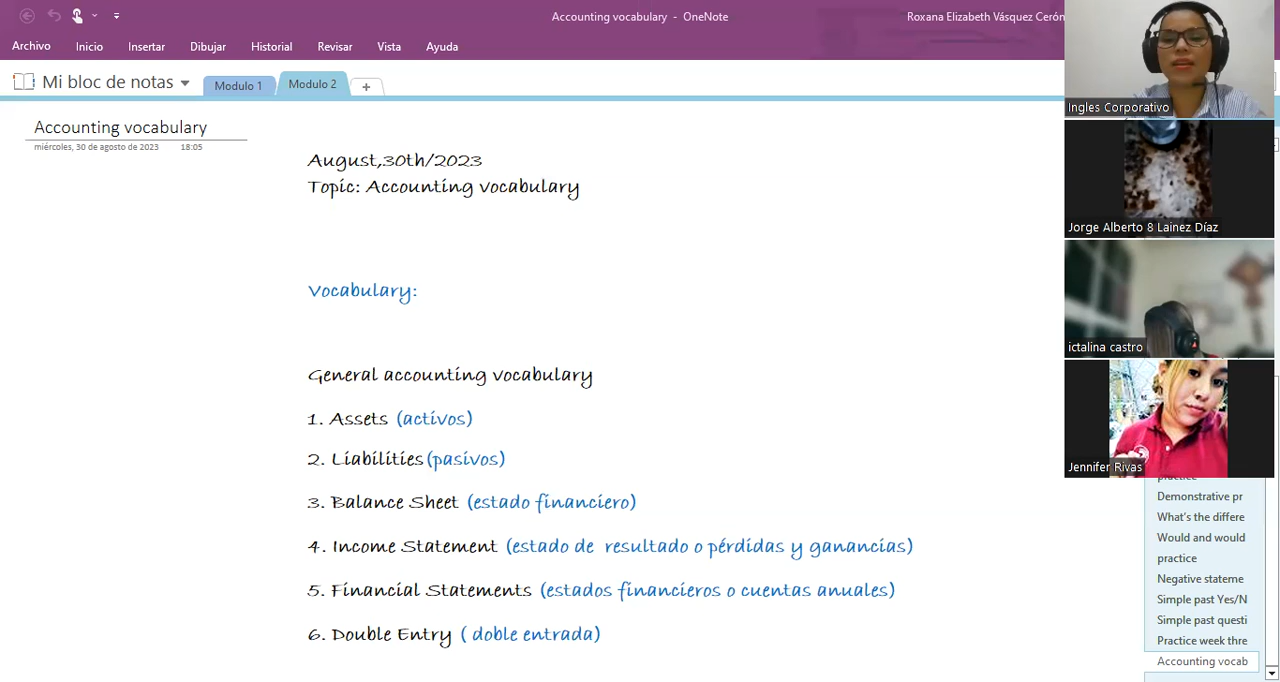 Accounting vocabulary - OneNote
Roxana Elizabeth Vásquez Cerón
Archivo Inicio Insertar Dibujar Historial Revisar Vista Ayuda
Mi bloc de notas Modulo 1 Modulo 2 +
Accounting vocabulary
miércoles, 30 de agosto de 2023 18:05
August,30th/2023
Topic: Accounting vocabulary
Vocabulary:
General accounting vocabulary
1. Assets (activos)
2. Liabilities(pasivos)
3. Balance Sheet (estado financiero)
4. Income Statement (estado de resultado o pérdidas y ganancias)
5. Financial Statements (estados financieros o cuentas anuales)
6. Double Entry ( doble entrada)
Ingles Corporativo
Jorge Alberto 8 Lainez Díaz
ictalina castro
Jennifer Rivas
practice
Demonstrative pr
What's the differe
Would and would
practice
Negative stateme
Simple past Yes/N
Simple past questi
Practice week thre
Accounting vocab